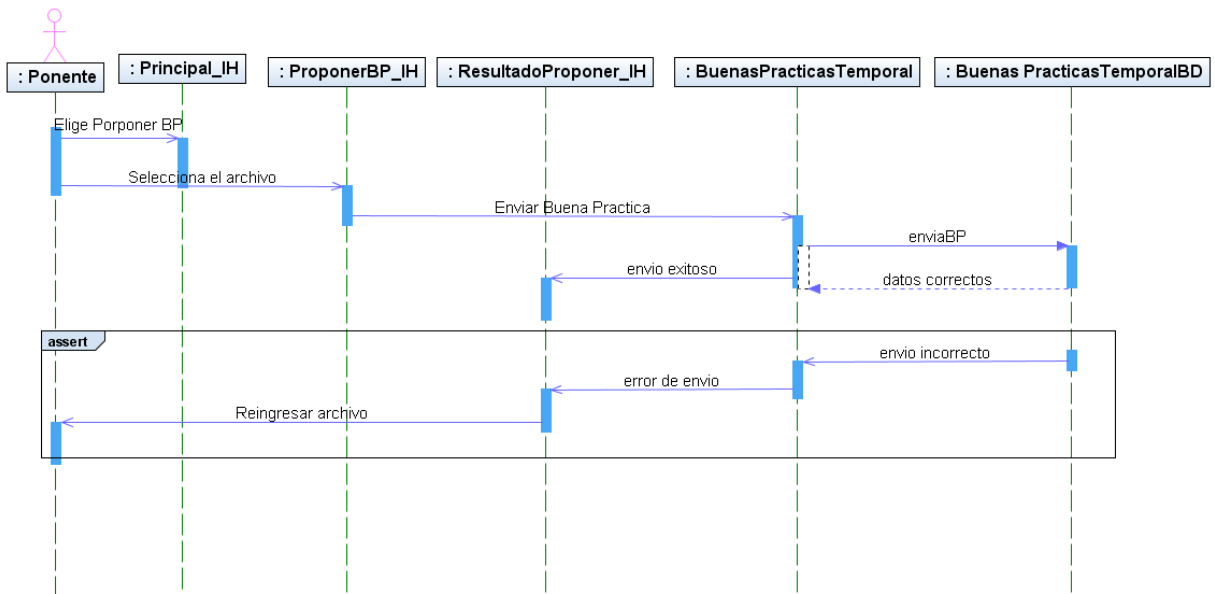 : Ponente
: Principal_IH
: ProponerBP_IH
: ResultadoProponer_IH
: BuenasPracticasTemporal
: Buenas PracticasTemporalBD
Elige Porponer BP
Selecciona el archivo
Enviar Buena Practica
enviaBP
envio exitoso
datos correctos
assert
envio incorrecto
error de envio
Reingresar archivo